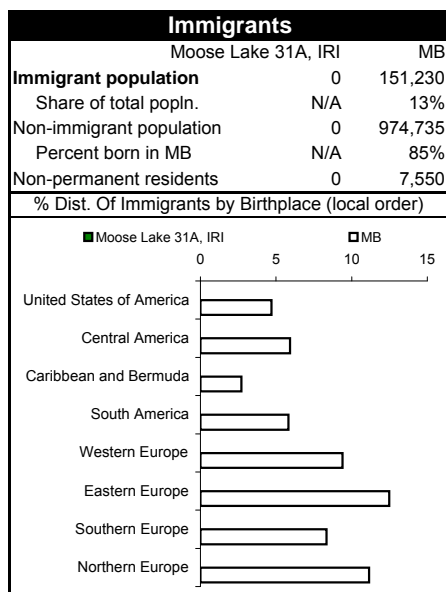 Immigrants
Moose Lake 31A, IRI MB
Immigrant population 0 151,230
Share of total popln. N/A 13%
Non-immigrant population 0 974,735
Percent born in MB N/A 85%
Non-permanent residents 0 7,550
% Dist. Of Immigrants by Birthplace (local order)
Moose Lake 31A, IRI MB
0 5 10 15
United States of America
Central America
Caribbean and Bermuda
South America
Western Europe
Eastern Europe
Southern Europe
Northern Europe